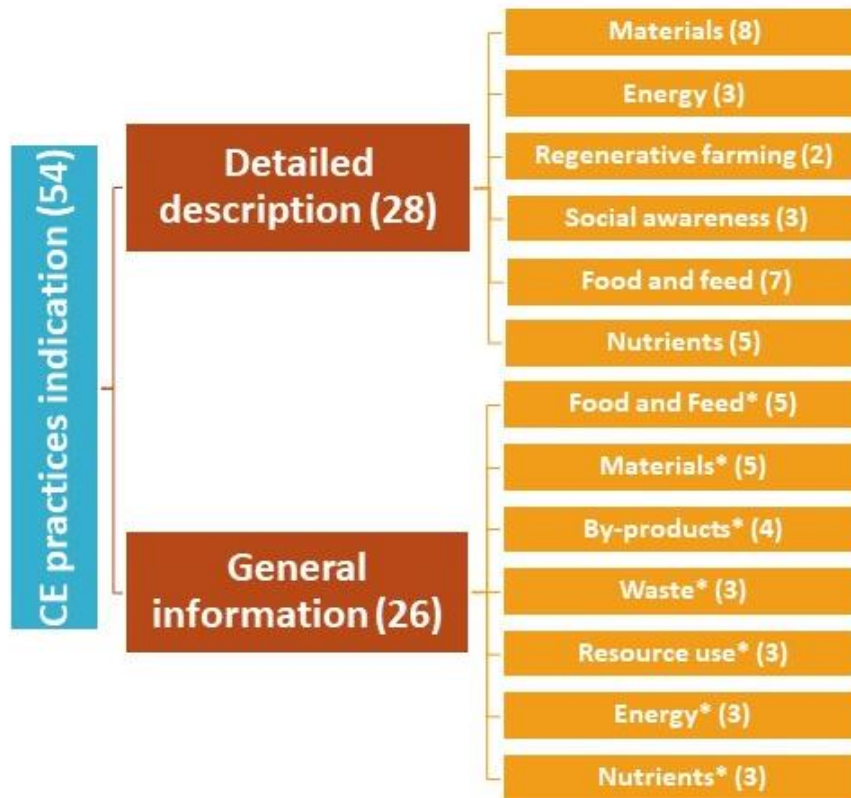 CE practices indication (54)
Detailed
description (28)
Materials (8)
Energy (3)
Regenerative farming (2)
Social awareness (3)
Food and feed (7)
Nutrients (5)
General
information (26)
Food and Feed* (5)
Materials* (5)
By-products* (4)
Waste* (3)
Resource use* (3)
Energy* (3)
Nutrients* (3)